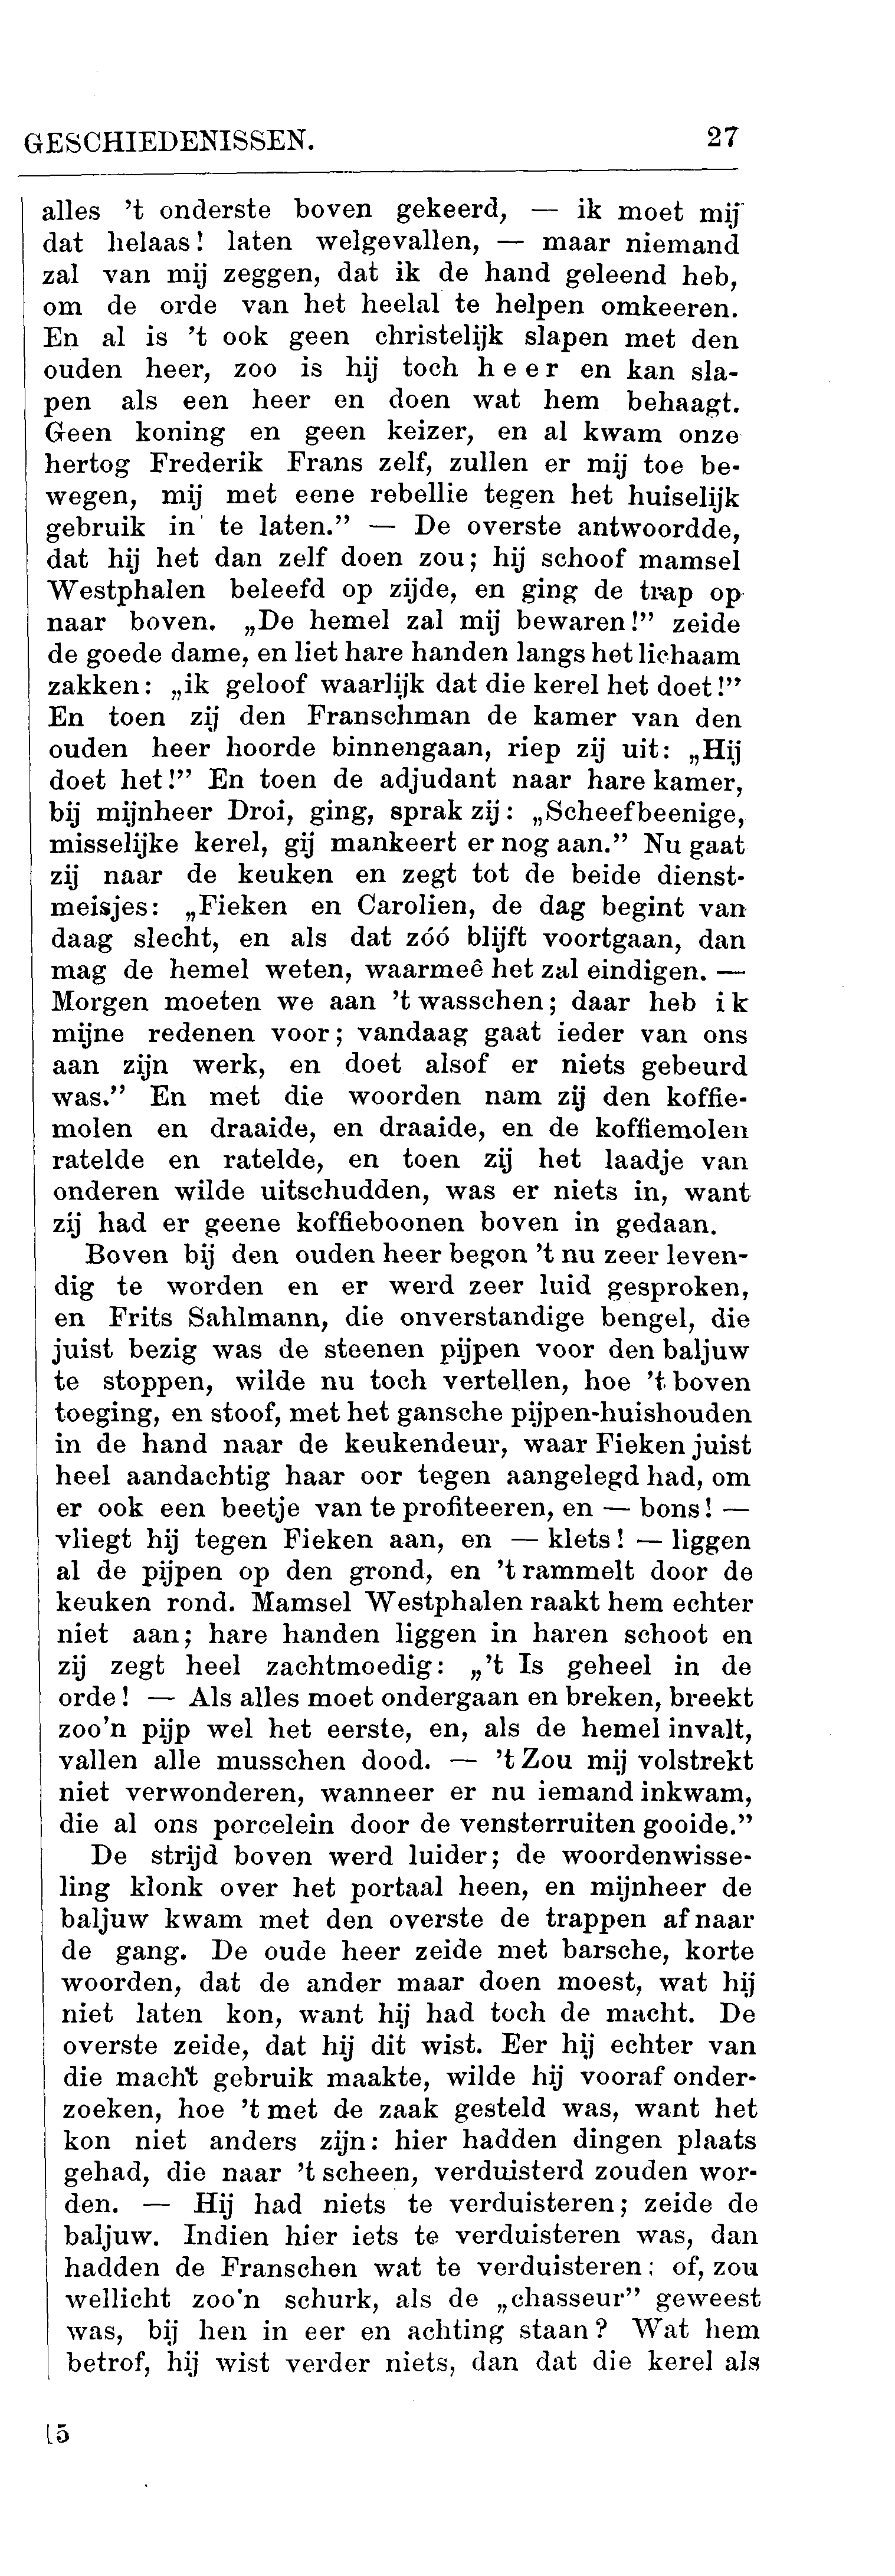 GESCHIEDENISSEN. 27
alles 't onderste boven gekeerd, — ik moet mij
dat helaas! laten welgevallen, — maar niemand
zal van mij zeggen, dat ik de hand geleend heb,
om de orde van het heelal te helpen omkeeren.
En al is 't ook geen christelijk slapen met den
ouden heer, zoo is hij toch heer en kan sla-
pen als een heer en doen wat hem behaagt.
Geen koning en geen keizer, en al kwam onze
hertog Frederik Frans zelf, zullen er mij toe be-
wegen, mij met eene rebellie tegen het huiselijk
gebruik in te laten.” — De overste antwoordde,
dat hij het dan zelf doen zou; hij schoof mamsel
Westphalen beleefd op zijde, en ging de trap op
naar boven. „De hemel zal mij bewaren!” zeide
de goede dame, en liet hare handen langs het lichaam
zakken: „ik geloof waarlijk dat die kerel het doet!”
En toen zij den Franschman de kamer van den
ouden heer hoorde binnengaan, riep zij uit: „Hij
doet het!” En toen de adjudant naar hare kamer,
bij mijnheer Droi, ging, sprak zij: „Scheefbeenige,
misselijke kerel, gij mankeert er nog aan.” Nu gaat
zij naar de keuken en zegt tot de beide dienst-
meisjes: „Fieken en Carolien, de dag begint van
daag slecht, en als dat zóó blijft voortgaan, dan
mag de hemel weten, waarmeê het zal eindigen. —
Morgen moeten we aan 't wasschen; daar heb ik
mijne redenen voor; vandaag gaat ieder van ons
aan zijn werk, en doet alsof er niets gebeurd
was.” En met die woorden nam zij den koffie-
molen en draaide, en draaide, en de koffiemolen
ratelde en ratelde, en toen zij het laadje van
onderen wilde uitschudden, was er niets in, want
zij had er geene koffieboonen boven in gedaan.
Boven bij den ouden heer begon 't nu zeer leven-
dig te worden en er werd zeer luid gesproken,
en Frits Sahlmann, die onverstandige bengel, die
juist bezig was de steenen pijpen voor den baljuw
te stoppen, wilde nu toch vertellen, hoe 't boven
toeging, en stoof, met het gansche pijpen-huishouden
in de hand naar de keukendeur, waar Fieken juist
heel aandachtig haar oor tegen aangelegd had, om
er ook een beetje van te profiteeren, en — bons! —
vliegt hij tegen Fieken aan, en — klets! — liggen
al de pijpen op den grond, en 't rammelt door de
keuken rond. Mamsel Westphalen raakt hem echter
niet aan; hare handen liggen in haren schoot en
zij zegt heel zachtmoedig: „'t Is geheel in de
orde! — Als alles moet ondergaan en breken, breekt
zoo'n pijp wel het eerste, en, als de hemel invalt,
vallen alle musschen dood. — 't Zou mij volstrekt
niet verwonderen, wanneer er nu iemand inkwam,
die al ons porcelein door de vensterruiten gooide.”
De strijd boven werd luider; de woordenwisse-
ling klonk over het portaal heen, en mijnheer de
baljuw kwam met den overste de trappen af naar
de gang. De oude heer zeide met barsche, korte
woorden, dat de ander maar doen moest, wat hij
niet laten kon, want hij had toch de macht. De
overste zeide, dat hij dit wist. Eer hij echter van
die macht gebruik maakte, wilde hij vooraf onder-
zoeken, hoe 't met de zaak gesteld was, want het
kon niet anders zijn: hier hadden dingen plaats
gehad, die naar 't scheen, verduisterd zouden wor-
den. — Hij had niets te verduisteren; zeide de
baljuw. Indien hier iets te verduisteren was, dan
hadden de Franschen wat te verduisteren; of, zou
wellicht zoo'n schurk, als de „chasseur” geweest
was, bij hen in eer en achting staan? Wat hem
betrof, hij wist verder niets, dan dat die kerel als
15